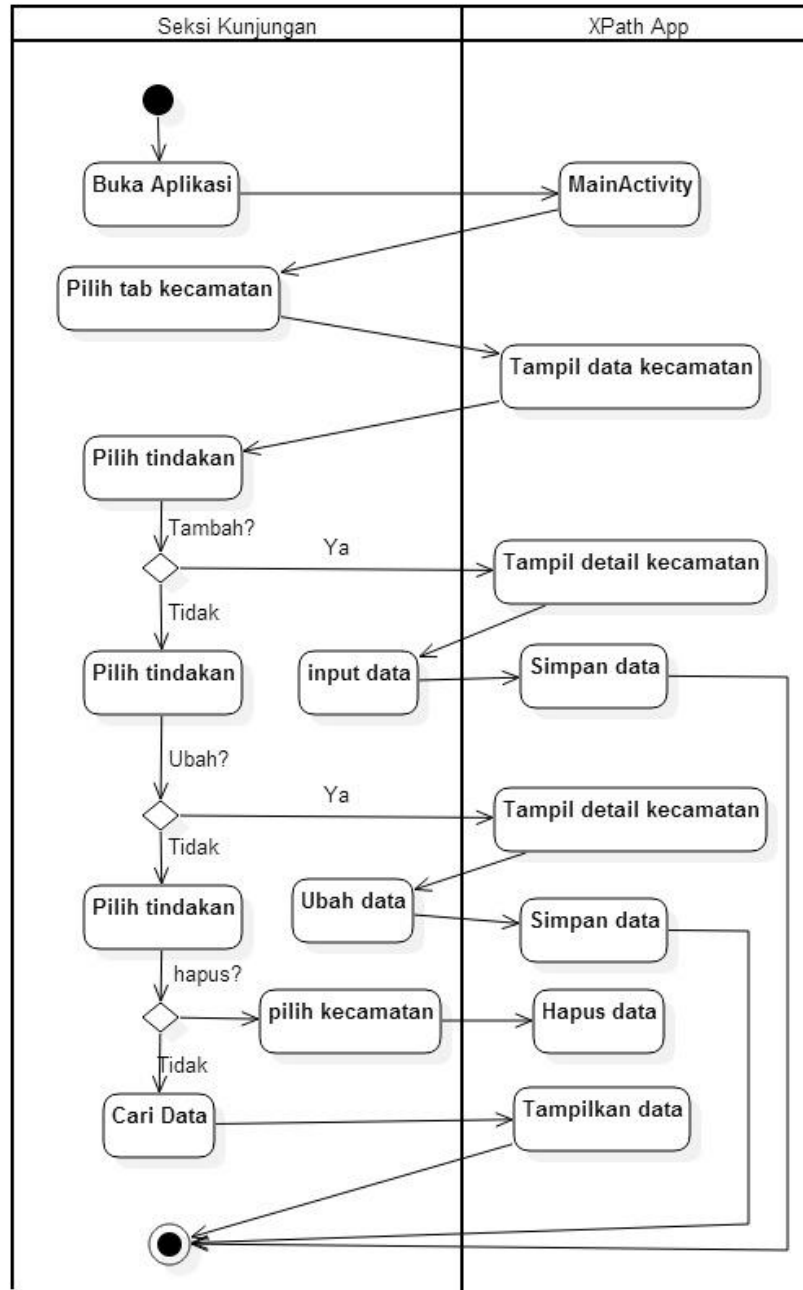 Seksi Kunjungan
XPath App
Buka Aplikasi
MainActivity
Pilih tab kecamatan
Tampil data kecamatan
Pilih tindakan
Tambah?
Ya
Tampil detail kecamatan
Tidak
Pilih tindakan
input data
Simpan data
Ubah?
Ya
Tampil detail kecamatan
Tidak
Pilih tindakan
Ubah data
Simpan data
hapus?
pilih kecamatan
Hapus data
Tidak
Cari Data
Tampilkan data